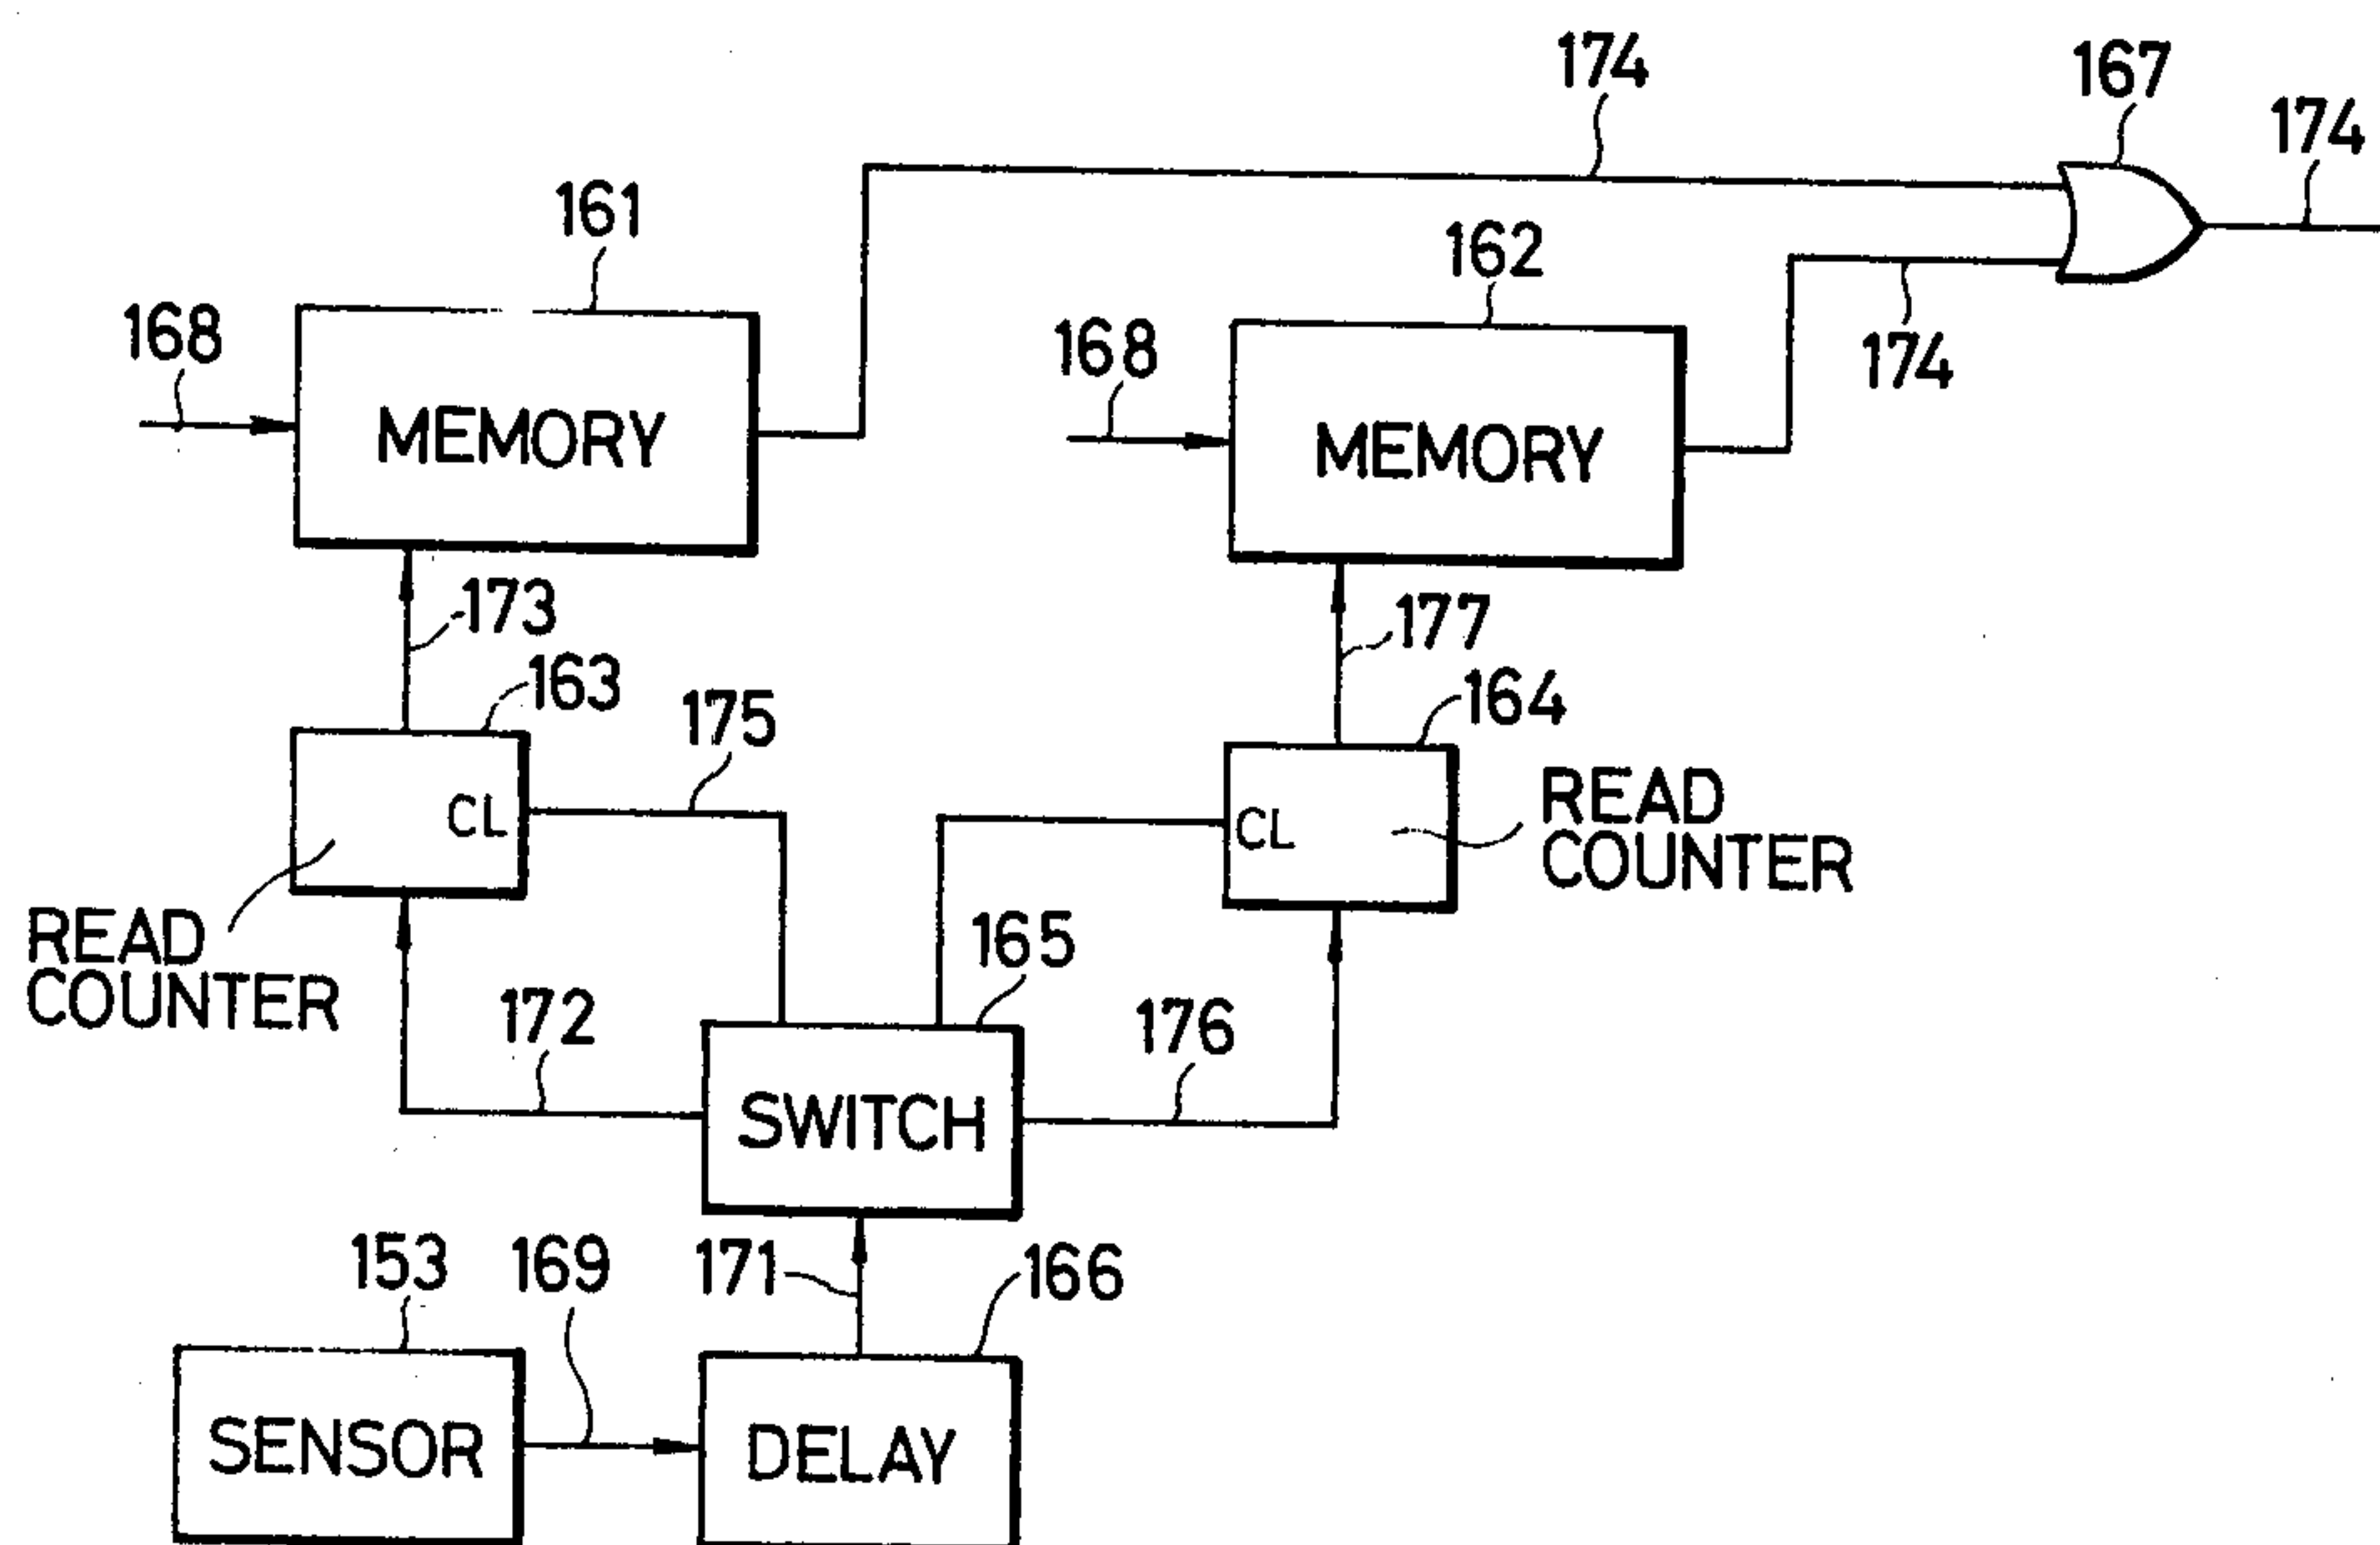 174
167
174
161
162
168
168
174
MEMORY
MEMORY
173
177
163
175
164
CL
CL
READ
COUNTER
READ
COUNTER
165
172
176
SWITCH
153
169
171
166
SENSOR
DELAY